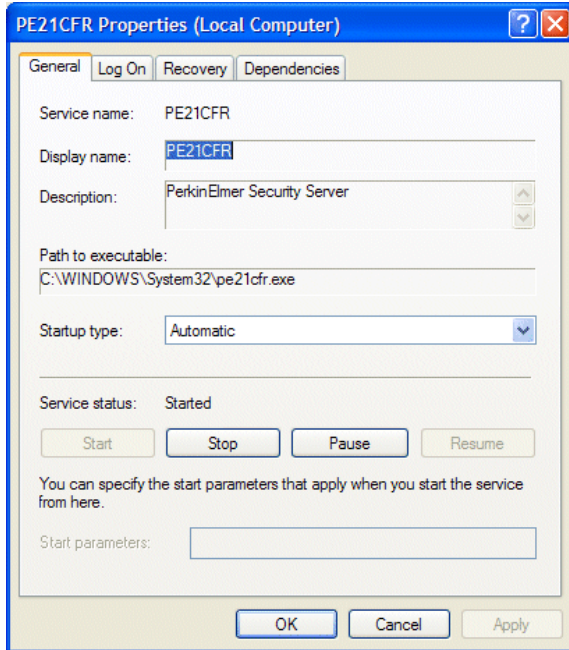 PE21CFR Properties (Local Computer)
General Log On Recovery Dependencies
Service name: PE21CFR
Display name: PE21CFR
Description: PerkinElmer Security Server
Path to executable:
C:\WINDOWS\System32\pe21cfr.exe
Startup type: Automatic
Service status: Started
Start Stop Pause Resume
You can specify the start parameters that apply when you start the service
from here.
Start parameters:
OK Cancel Apply